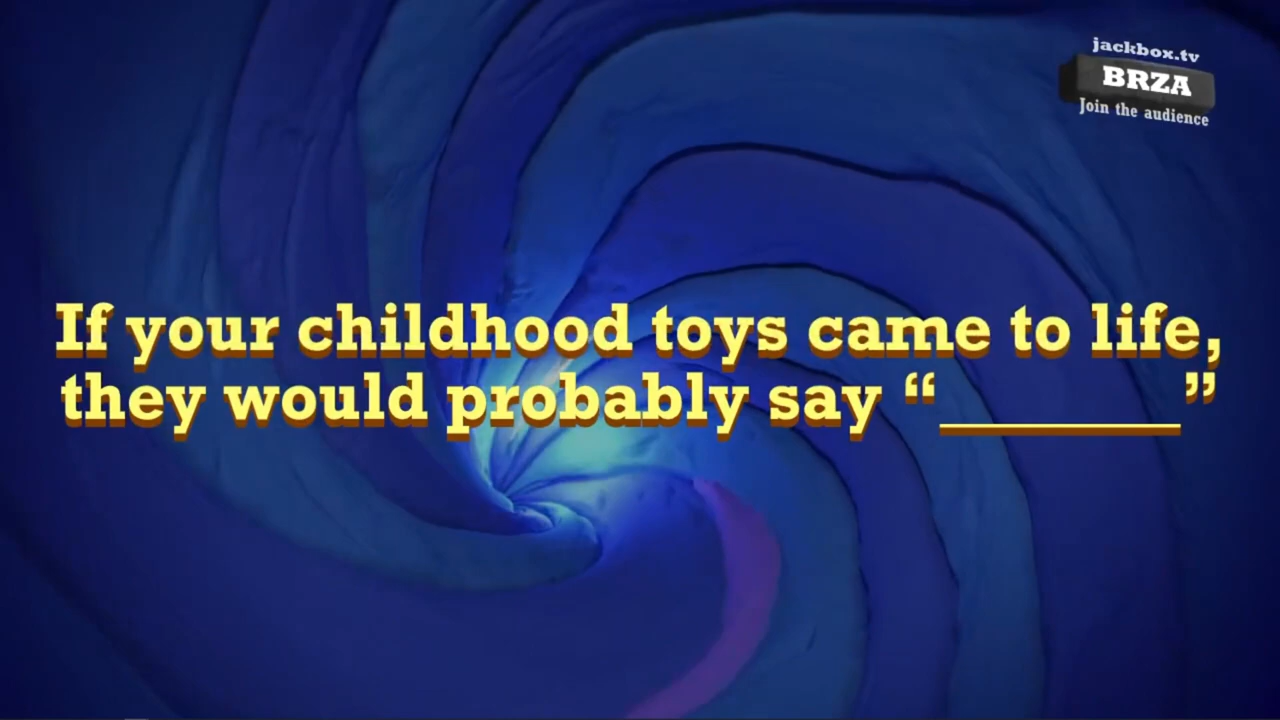 jackbox.tv
BRZA
Join the audience
If your childhood toys came to life,
they would probably say “________”